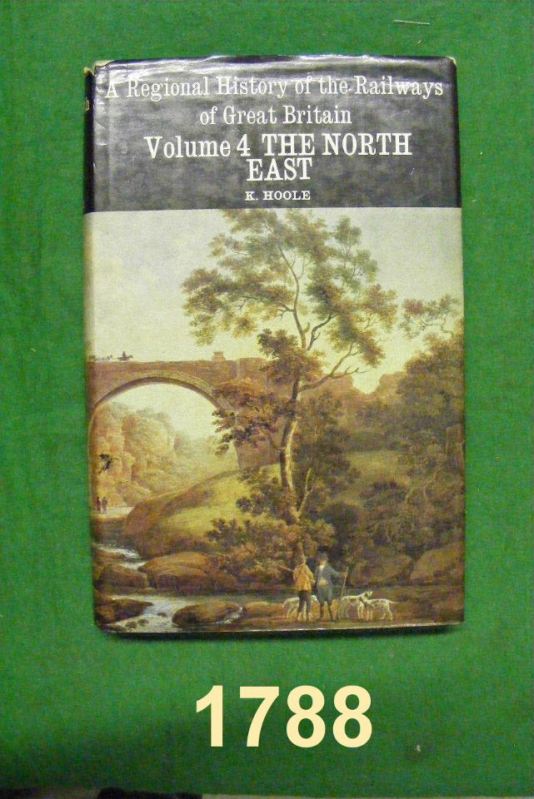 A Regional History of the Railways
of Great Britain
Volume 4 THE NORTH
EAST
K. HOOLE
1788